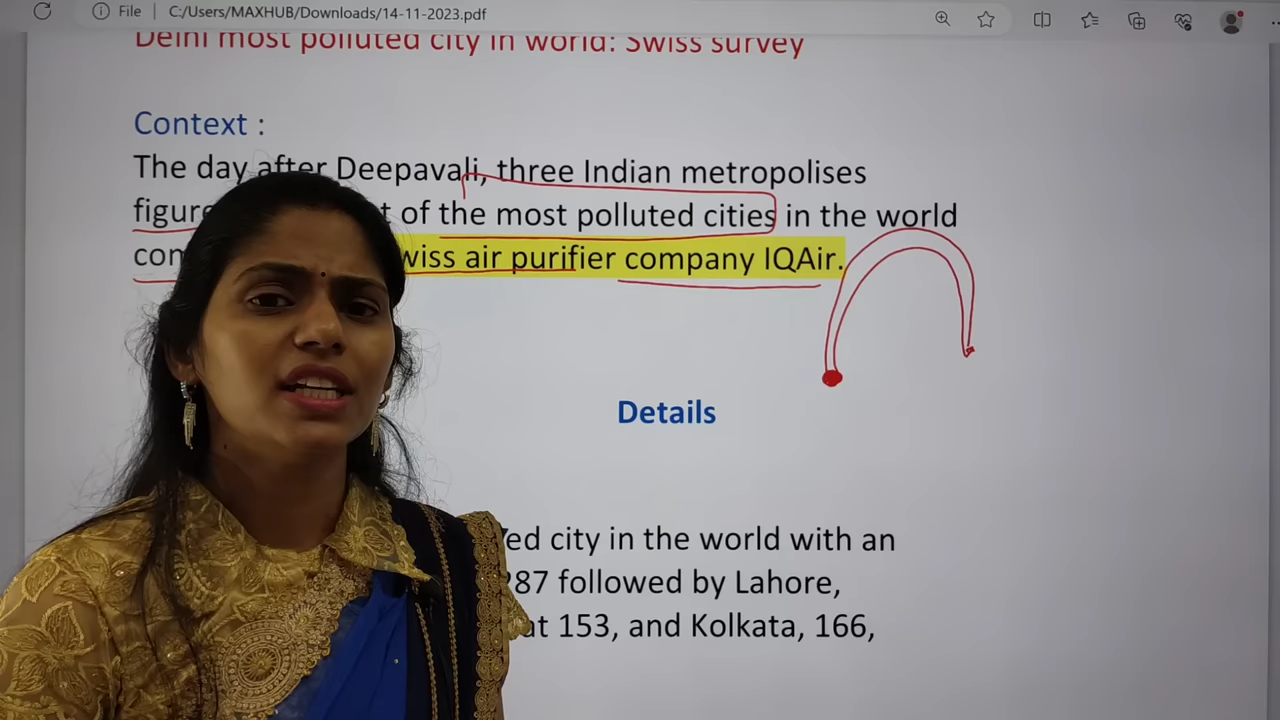 File | C:/Users/MAXHUB/Downloads/14-11-2023.pdf
Delhi most polluted city in world: Swiss survey
Context :
The day after Deepavali, three Indian metropolises
of the most polluted cities in the world
air purifier company IQAir.
Details
city in the world with an
followed by Lahore,
at 153, and Kolkata, 166,